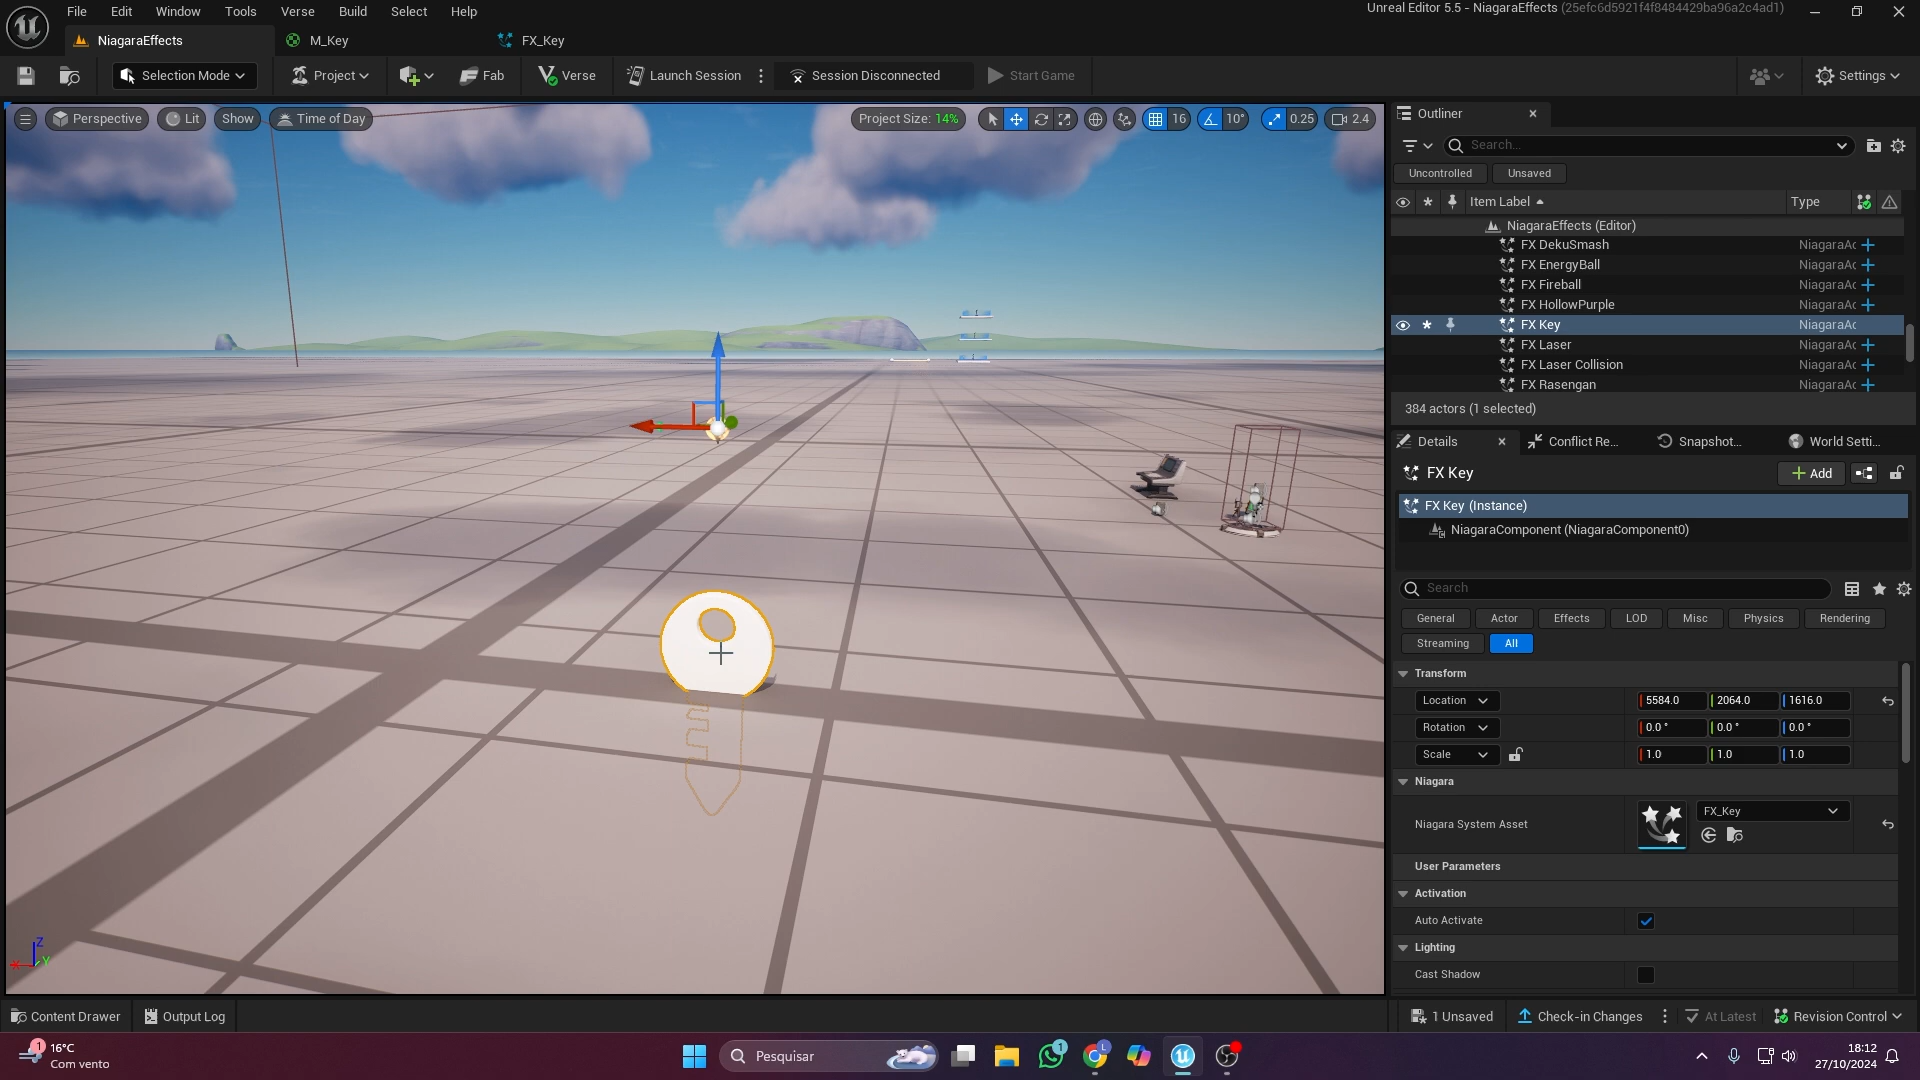 File Edit Window Tools Verse Build Select Help
Unreal Editor 5.5 - NiagaraEffects (25efc6d5921f4f8484429ba96a2c4ad1)
NiagaraEffects M_Key FX_Key
Selection Mode Project Fab Verse Launch Session Session Disconnected Start Game Settings
Perspective Lit Show Time of Day Project Size: 14% 16 10° 0.25 2.4
Outliner
Search...
Uncontrolled Unsaved
Item Label Type
NiagaraEffects (Editor)
FX DekuSmash NiagaraAc
FX EnergyBall NiagaraAc
FX Fireball NiagaraAc
FX HollowPurple NiagaraAc
FX Key NiagaraAc
FX Laser NiagaraAc
FX Laser Collision NiagaraAc
FX Rasengan NiagaraAc
384 actors (1 selected)
Details Conflict Re... Snapshot... World Setti...
FX Key Add
FX Key (Instance)
NiagaraComponent (NiagaraComponent0)
Search
General Actor Effects LOD Misc Physics Rendering
Streaming All
Transform
Location 5584.0 2064.0 1616.0
Rotation 0.0 ° 0.0 ° 0.0 °
Scale 1.0 1.0 1.0
Niagara
Niagara System Asset FX_Key
User Parameters
Activation
Auto Activate
Lighting
Cast Shadow
Z
X Y
Content Drawer Output Log 1 Unsaved Check-in Changes At Latest Revision Control
1 16°C
Com vento
Pesquisar
1
L
18:12
27/10/2024